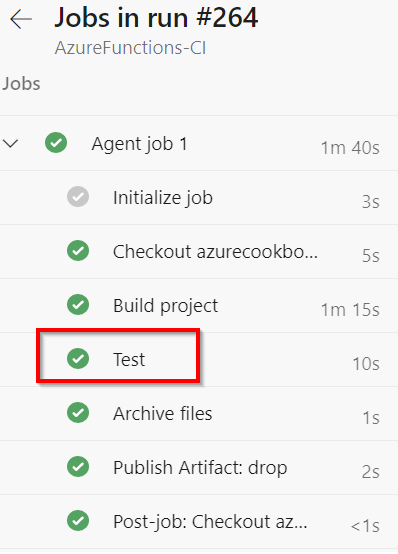 Jobs in run #264
AzureFunctions-CI
Jobs
Agent job 1 1m 40s
Initialize job 3s
Checkout azurecookbo... 5s
Build project 1m 15s
Test 10s
Archive files 1s
Publish Artifact: drop 2s
Post-job: Checkout az... <1s